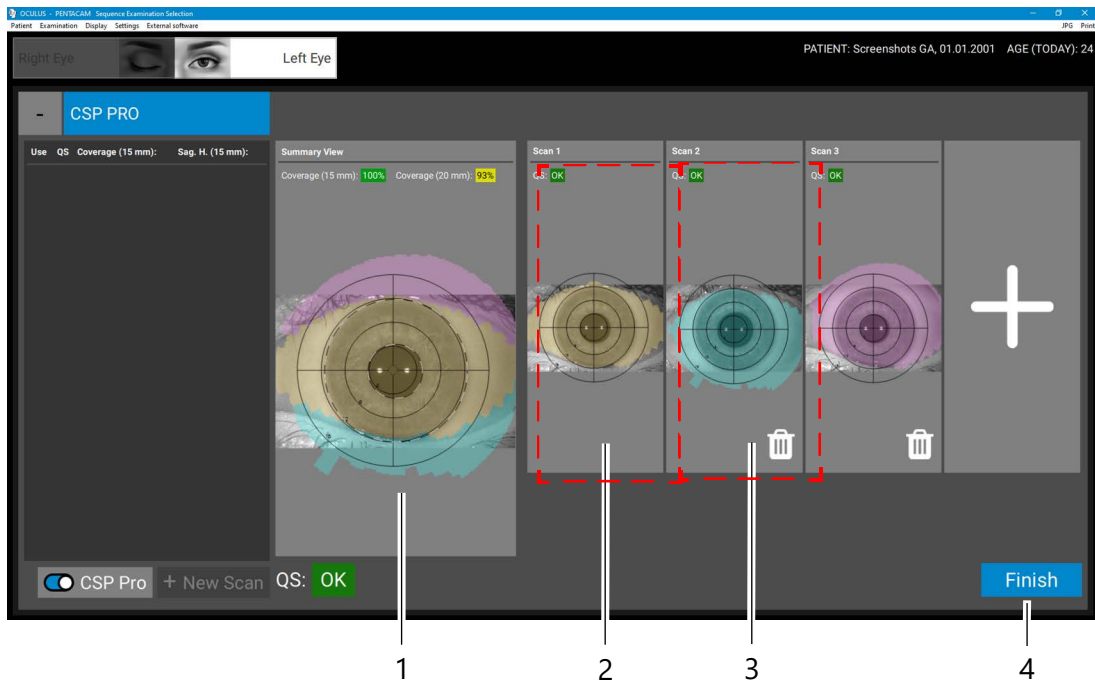 OCULUS - PENTACAM Sequence Examination Selection
Patient Examination Display Settings External software JPG Print
Right Eye Left Eye PATIENT: Screenshots GA, 01.01.2001 AGE (TODAY): 24
- CSP PRO
Use QS Coverage (15 mm): Sag. H. (15 mm): Summary View Scan 1 Scan 2 Scan 3
Coverage (15 mm): 100% Coverage (20 mm): 93% QS: OK QS: OK QS: OK
CSP Pro + New Scan QS: OK Finish
1 2 3 4